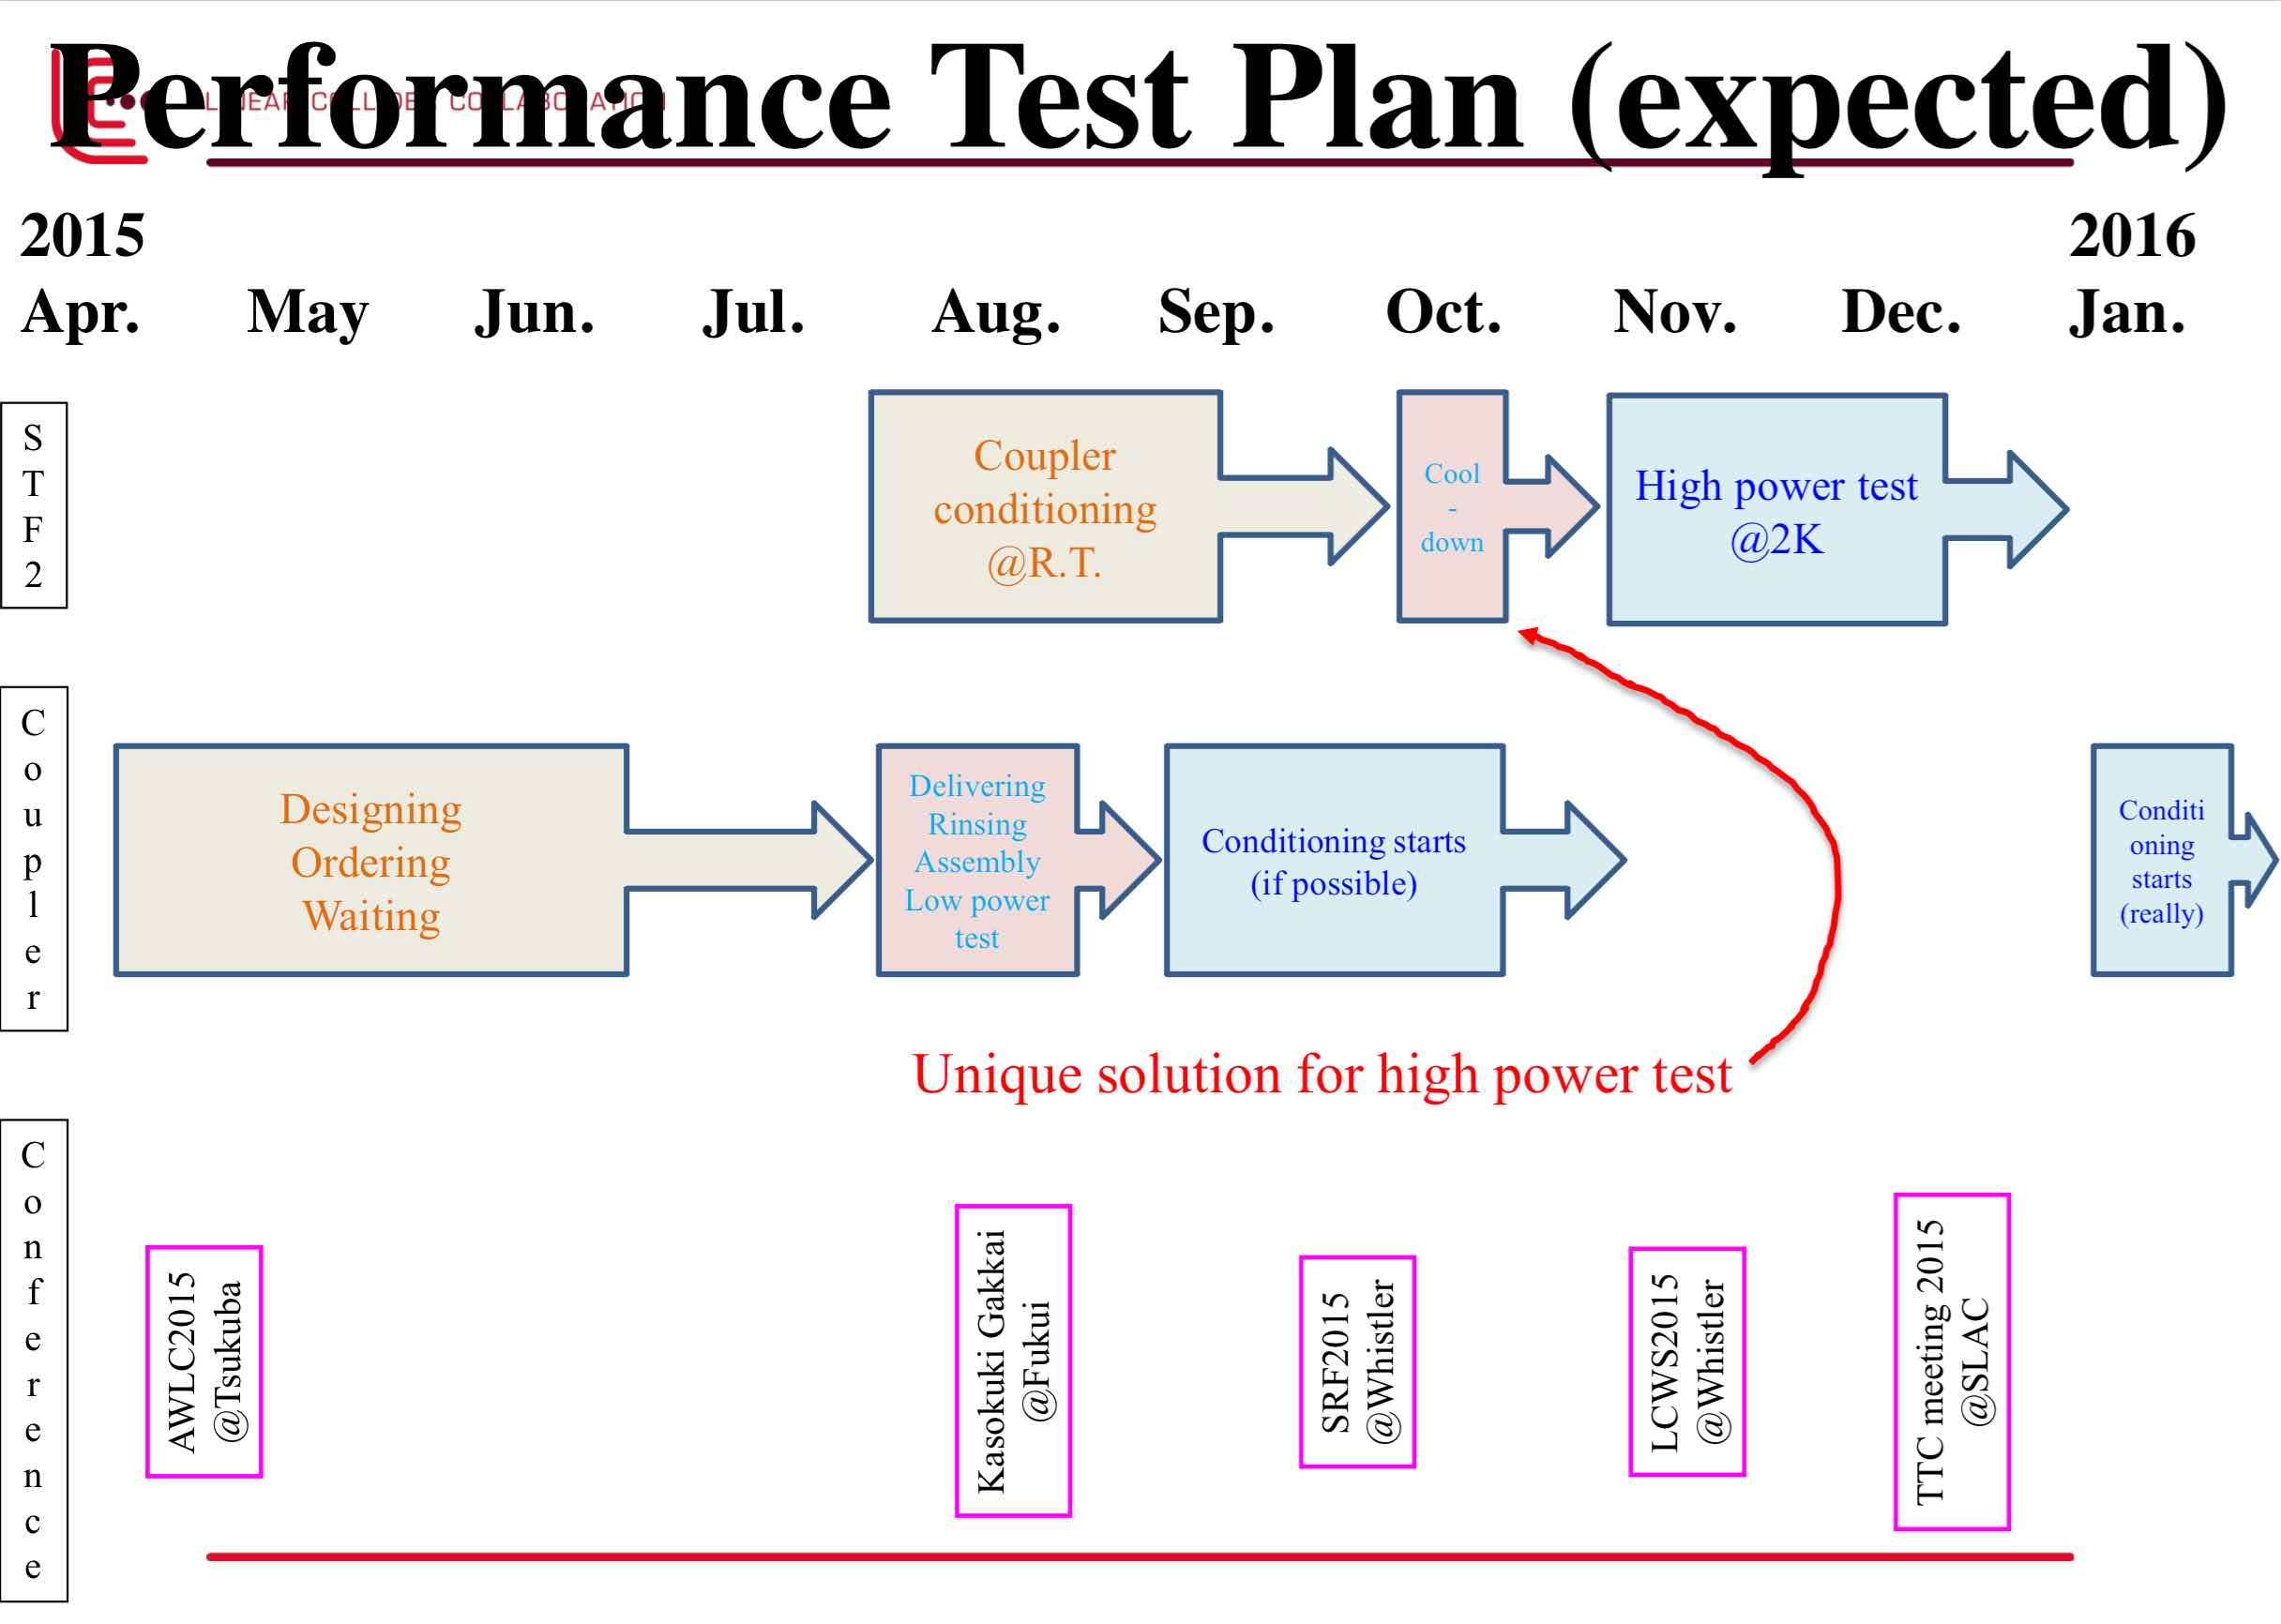 Performance Test Plan (expected)
LINEAR COLLIDER COLLABORATION
2015
2016
Apr.
May
Jun.
Jul.
Aug.
Sep.
Oct.
Nov.
Dec.
Jan.
S
T
F
2
Coupler
conditioning
@R.T.
Cool
-
down
High power test
@2K
C
o
u
p
l
e
r
Designing
Ordering
Waiting
Delivering
Rinsing
Assembly
Low power
test
Conditioning starts
(if possible)
Conditi
oning
starts
(really)
Unique solution for high power test
C
o
n
f
e
r
e
n
c
e
AWLC2015
@Tsukuba
Kasokuki Gakkai
@Fukui
SRF2015
@Whistler
LCWS2015
@Whistler
TTC meeting 2015
@SLAC